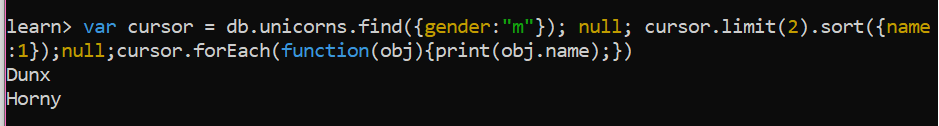 learn> var cursor = db.unicorns.find({gender:"m"}); null; cursor.limit(2).sort({name
:1});null;cursor.forEach(function(obj){print(obj.name);})
Dunx
Horny